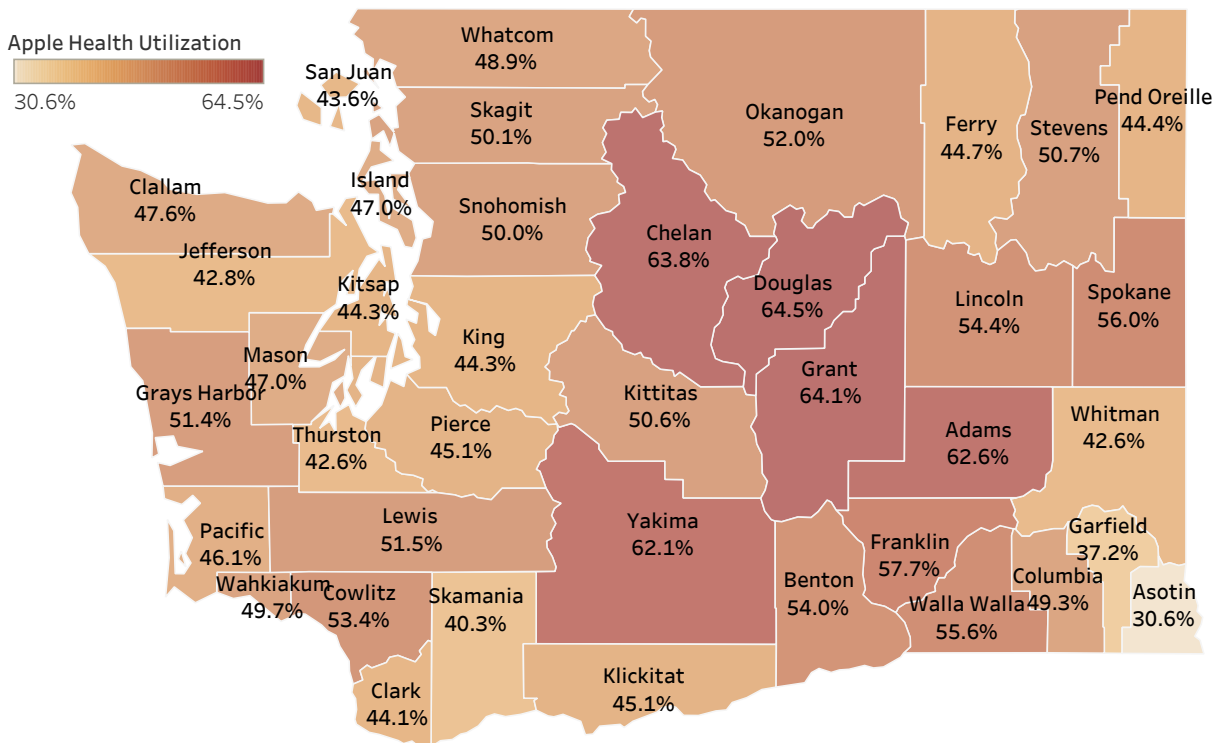 Apple Health Utilization
30.6% 64.5%
Whatcom
48.9%
San Juan
43.6%
Skagit
50.1%
Okanogan
52.0%
Ferry
44.7%
Stevens
50.7%
Pend Oreille
44.4%
Clallam
47.6%
Island
47.0%
Snohomish
50.0%
Jefferson
42.8%
Kitsap
44.3%
Chelan
63.8%
Douglas
64.5%
Lincoln
54.4%
Spokane
56.0%
King
44.3%
Mason
47.0%
Grays Harbor
51.4%
Kittitas
50.6%
Grant
64.1%
Thurston
42.6%
Pierce
45.1%
Adams
62.6%
Whitman
42.6%
Pacific
46.1%
Lewis
51.5%
Yakima
62.1%
Franklin
57.7%
Garfield
37.2%
Wahkiakum
49.7%
Cowlitz
53.4%
Skamania
40.3%
Benton
54.0%
Walla Walla
55.6%
Columbia
49.3%
Asotin
30.6%
Clark
44.1%
Klickitat
45.1%